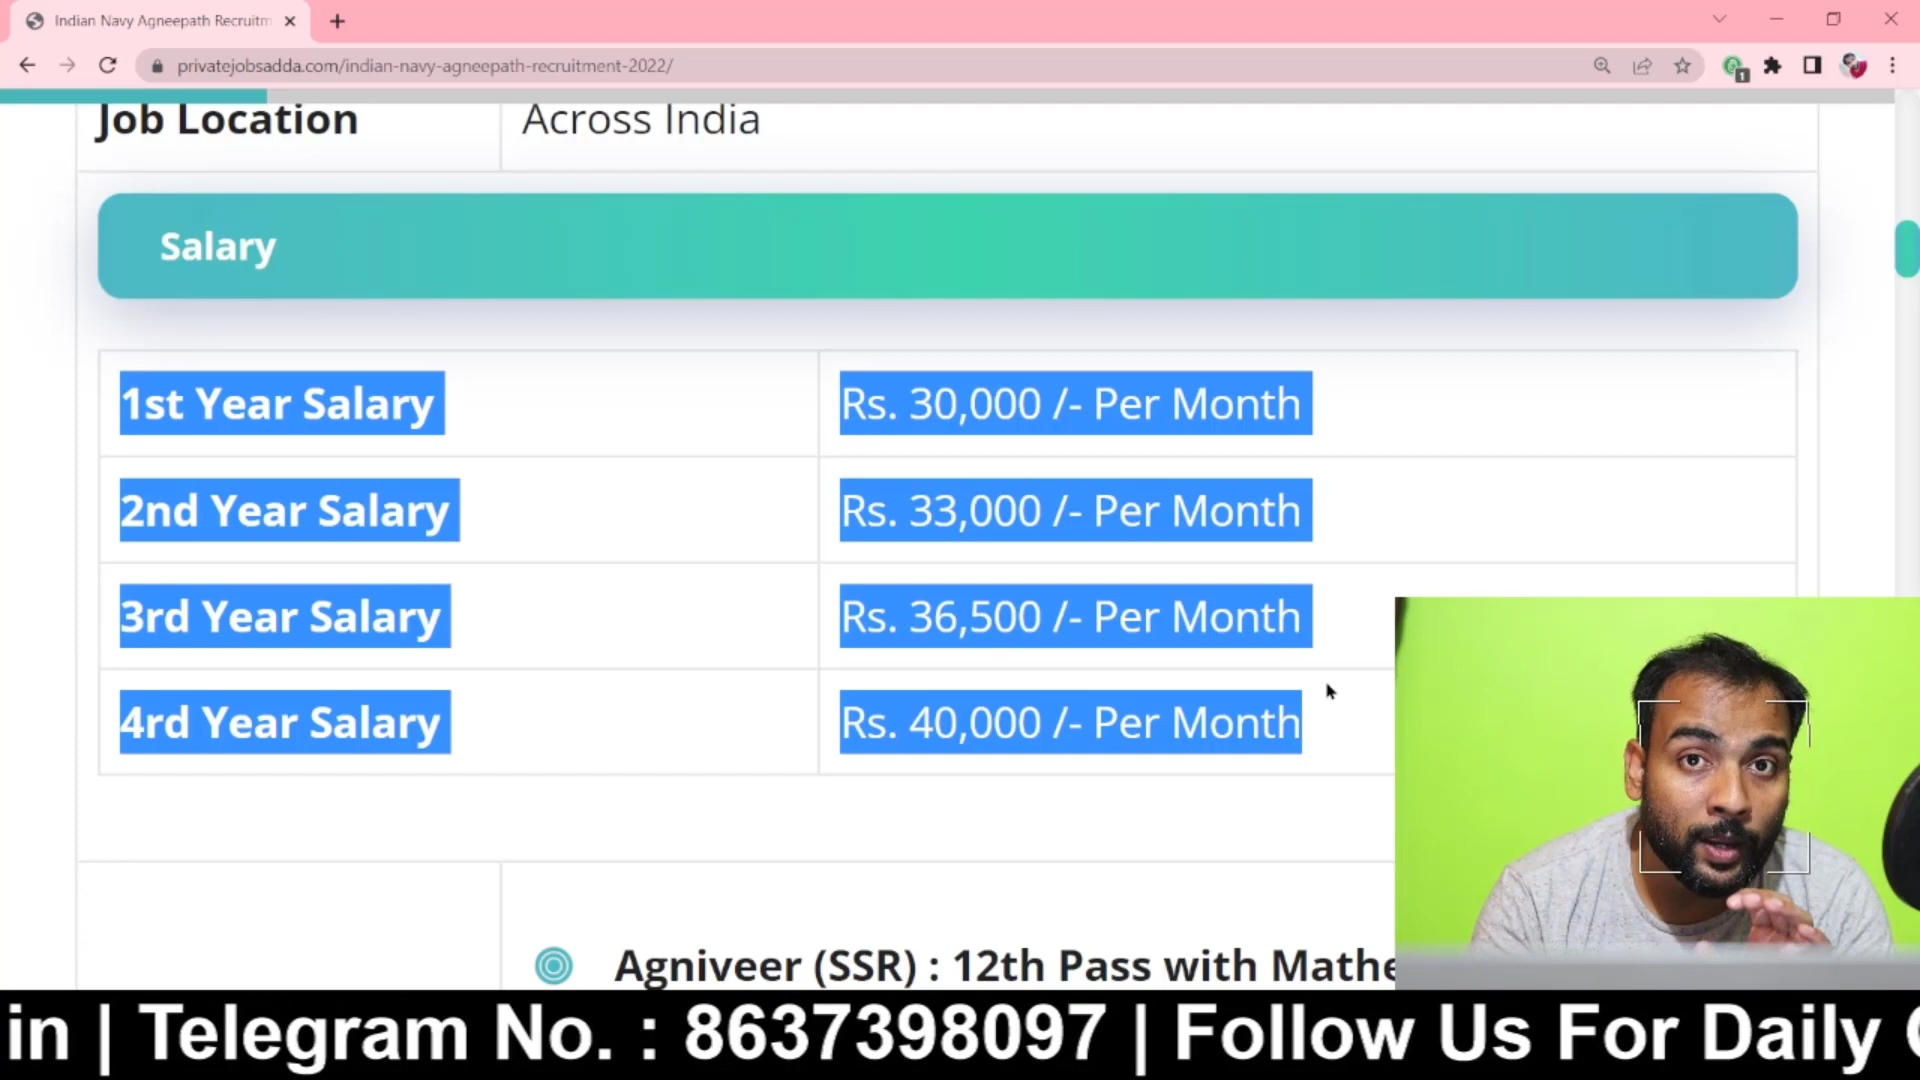 Indian Navy Agneepath Recruitm
privatejobsadda.com/indian-navy-agneepath-recruitment-2022/
1
Job Location Across India
Salary
1st Year Salary Rs. 30,000 /- Per Month
2nd Year Salary Rs. 33,000 /- Per Month
3rd Year Salary Rs. 36,500 /- Per Month
4rd Year Salary Rs. 40,000 /- Per Month
Agniveer (SSR) : 12th Pass with Mathe
in | Telegram No. : 8637398097 | Follow Us For Daily